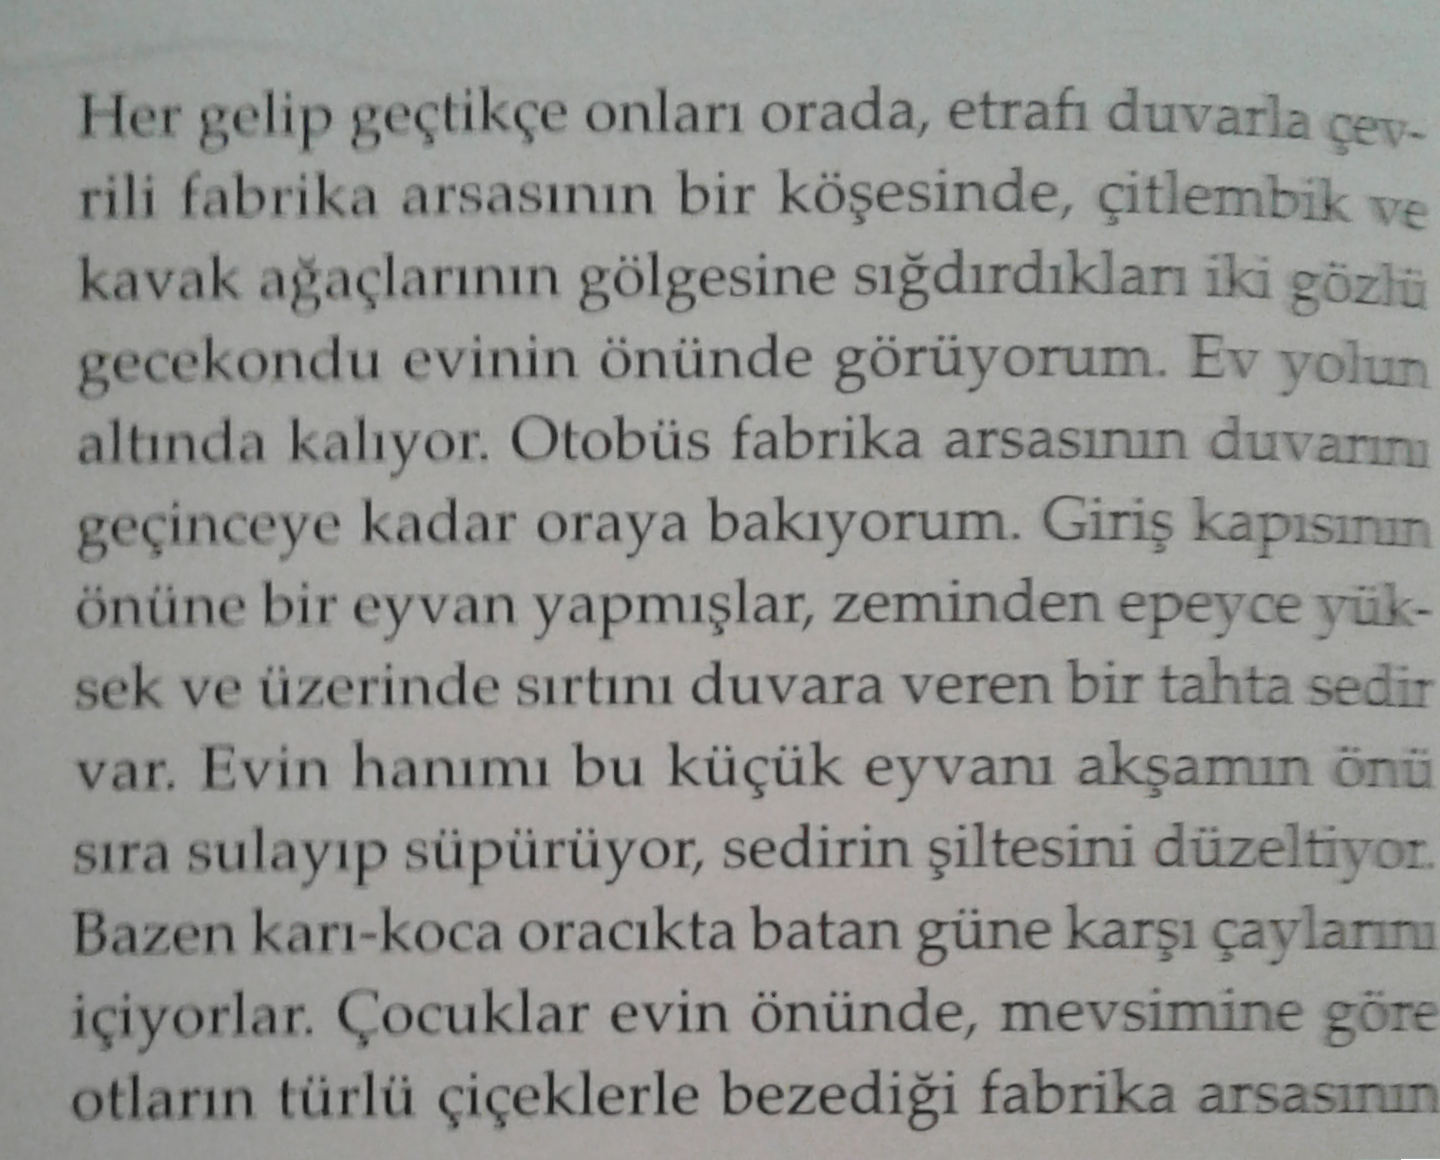 Her gelip geçtikçe onları orada, etrafı duvarla çev-
rili fabrika arsasının bir köşesinde, çitlembik ve
kavak ağaçlarının gölgesine sığdırdıkları iki gözlü
gecekondu evinin önünde görüyorum. Ev yolun
altında kalıyor. Otobüs fabrika arsasının duvarını
geçinceye kadar oraya bakıyorum. Giriş kapısının
önüne bir eyvan yapmışlar, zeminden epeyce yük-
sek ve üzerinde sırtını duvara veren bir tahta sedir
var. Evin hanımı bu küçük eyvanı akşamın önü
sıra sulayıp süpürüyor, sedirin şiltesini düzeltiyor.
Bazen karı-koca oracıkta batan güne karşı çaylarını
içiyorlar. Çocuklar evin önünde, mevsimine göre
otların türlü çiçeklerle bezediği fabrika arsasının